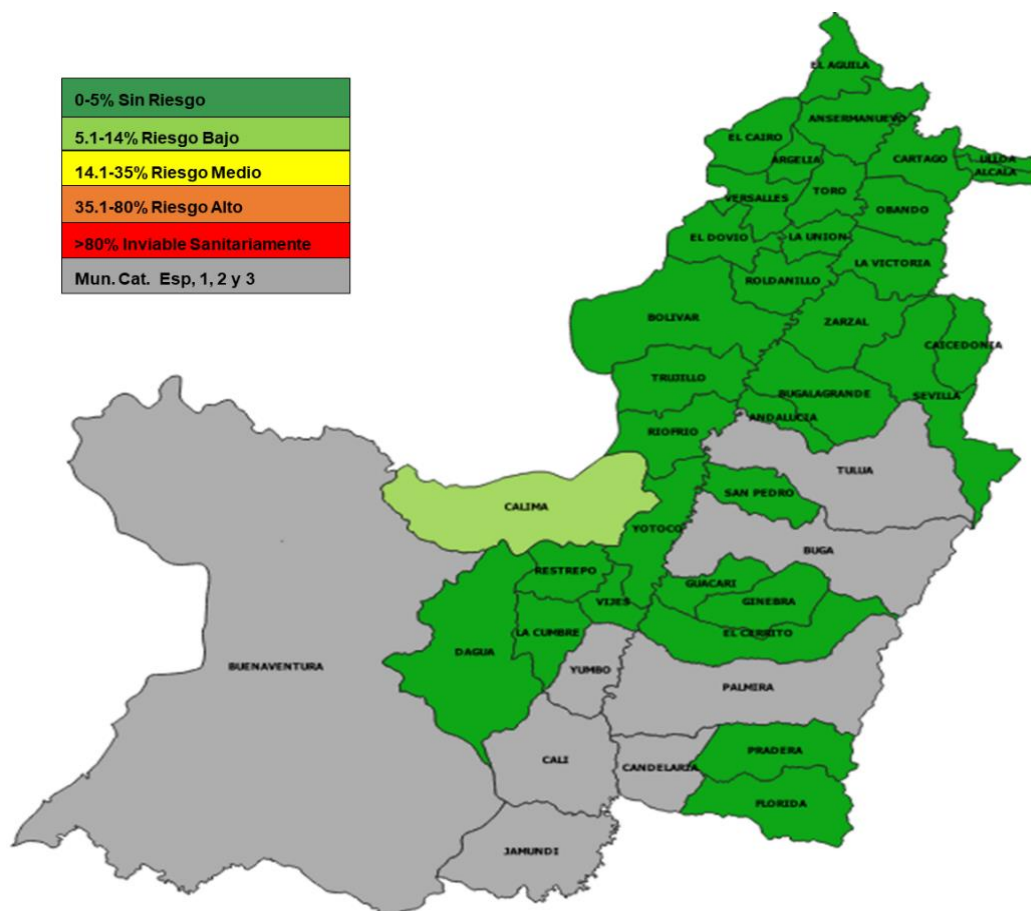 0-5% Sin Riesgo
5.1-14% Riesgo Bajo
14.1-35% Riesgo Medio
35.1-80% Riesgo Alto
>80% Inviable Sanitariamente
Mun. Cat. Esp, 1, 2 y 3
EL AGUILA
ANSERMANUEVO
EL CAIRO
ARGELIA
CARTAGO
ULLOA
ALCALA
VERSALLES
TORO
OBANDO
EL DOVIO
LA UNION
LA VICTORIA
ROLDANILLO
BOLIVAR
ZARZAL
CAICEDONIA
TRUJILLO
BUGALAGRANDE
SEVILLA
ANDALUCIA
RIOFRIO
TULUA
SAN PEDRO
CALIMA
YOTOCO
BUGA
RESTREPO
GUACARI
VIJES
GINEBRA
LA CUMBRE
EL CERRITO
DAGUA
BUENAVENTURA
YUMBO
PALMIRA
PRADERA
CALI
CANDELARIA
FLORIDA
JAMUNDI